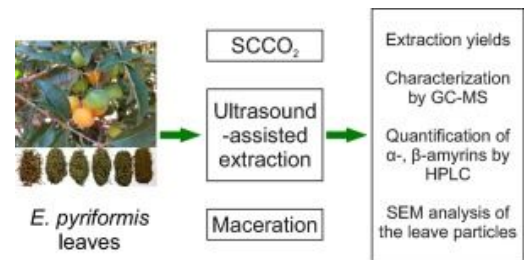 E. pyriformis
leaves
SCCO₂
Ultrasound
-assisted
extraction
Maceration
Extraction yields
Characterization
by GC-MS
Quantification of
α-, β-amyrins by
HPLC
SEM analysis of
the leave particles